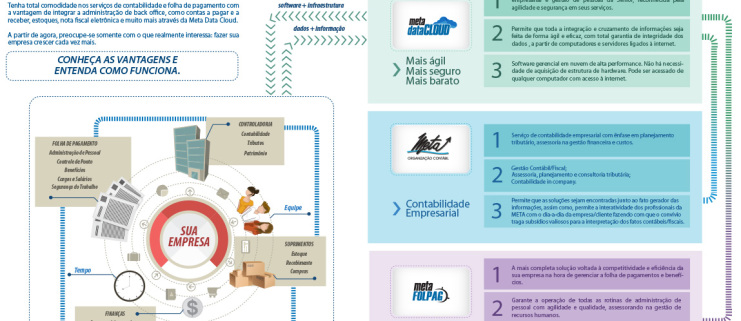 Tenha total comodidade nos serviços de contabilidade e folha de pagamento com
a vantagem de integrar a administração de back office, como contas a pagar e a
receber, estoques, nota fiscal eletrônica e muito mais através da Meta Data Cloud.
A partir de agora, preocupe-se somente com o que realmente interessa: fazer sua
empresa crescer cada vez mais.
CONHEÇA AS VANTAGENS E
ENTENDA COMO FUNCIONA.
software + infraestrutura
dados + informação
FOLHA DE PAGAMENTO
Administração de Pessoal
Controle de Ponto
Benefícios
Cargos e Salários
Segurança do Trabalho
CONTROLADORIA
Contabilidade
Tributos
Patrimônio
Equipe
SUA
EMPRESA
SUPRIMENTOS
Estoque
Recebimento
Compras
Tempo
FINANÇAS
$
meta
dataCLOUD
Mais ágil
Mais seguro
Mais barato
1
agilidade e segurança em seus serviços.
2
Permite que toda a integração e cruzamento de informações seja
feita de forma ágil e eficaz, com total garantia de integridade dos
dados , a partir de computadores e servidores ligados à internet.
3
Software gerencial em nuvem de alta performance. Não há necessi-
dade de aquisição de estrutura de hardware. Pode ser acessado de
qualquer computador com acesso à internet.
Meta
ORGANIZAÇÃO CONTÁBIL
Contabilidade
Empresarial
1
Serviço de contabilidade empresarial com ênfase em planejamento
tributário, assessoria na gestão financeira e custos.
2
Gestão Contábil/Fiscal;
Assessoria, planejamento e consultoria tributária;
Contabilidade in company.
3
Permite que as soluções sejam encontradas junto ao fato gerador das
informações, assim como, permite a interatividade dos profissionais da
META com o dia-a-dia da empresa/cliente fazendo com que o convívio
traga subsídios valiosos para a interpretação dos fatos contábeis/fiscais.
meta
FOLPAG
1
A mais completa solução voltada à competitividade e eficiência da
sua empresa na hora de gerenciar a folha de pagamentos e benefí-
cios.
2
Garante a operação de todas as rotinas de administração de
pessoal com agilidade e qualidade, assessorando na gestão de
recursos humanos.